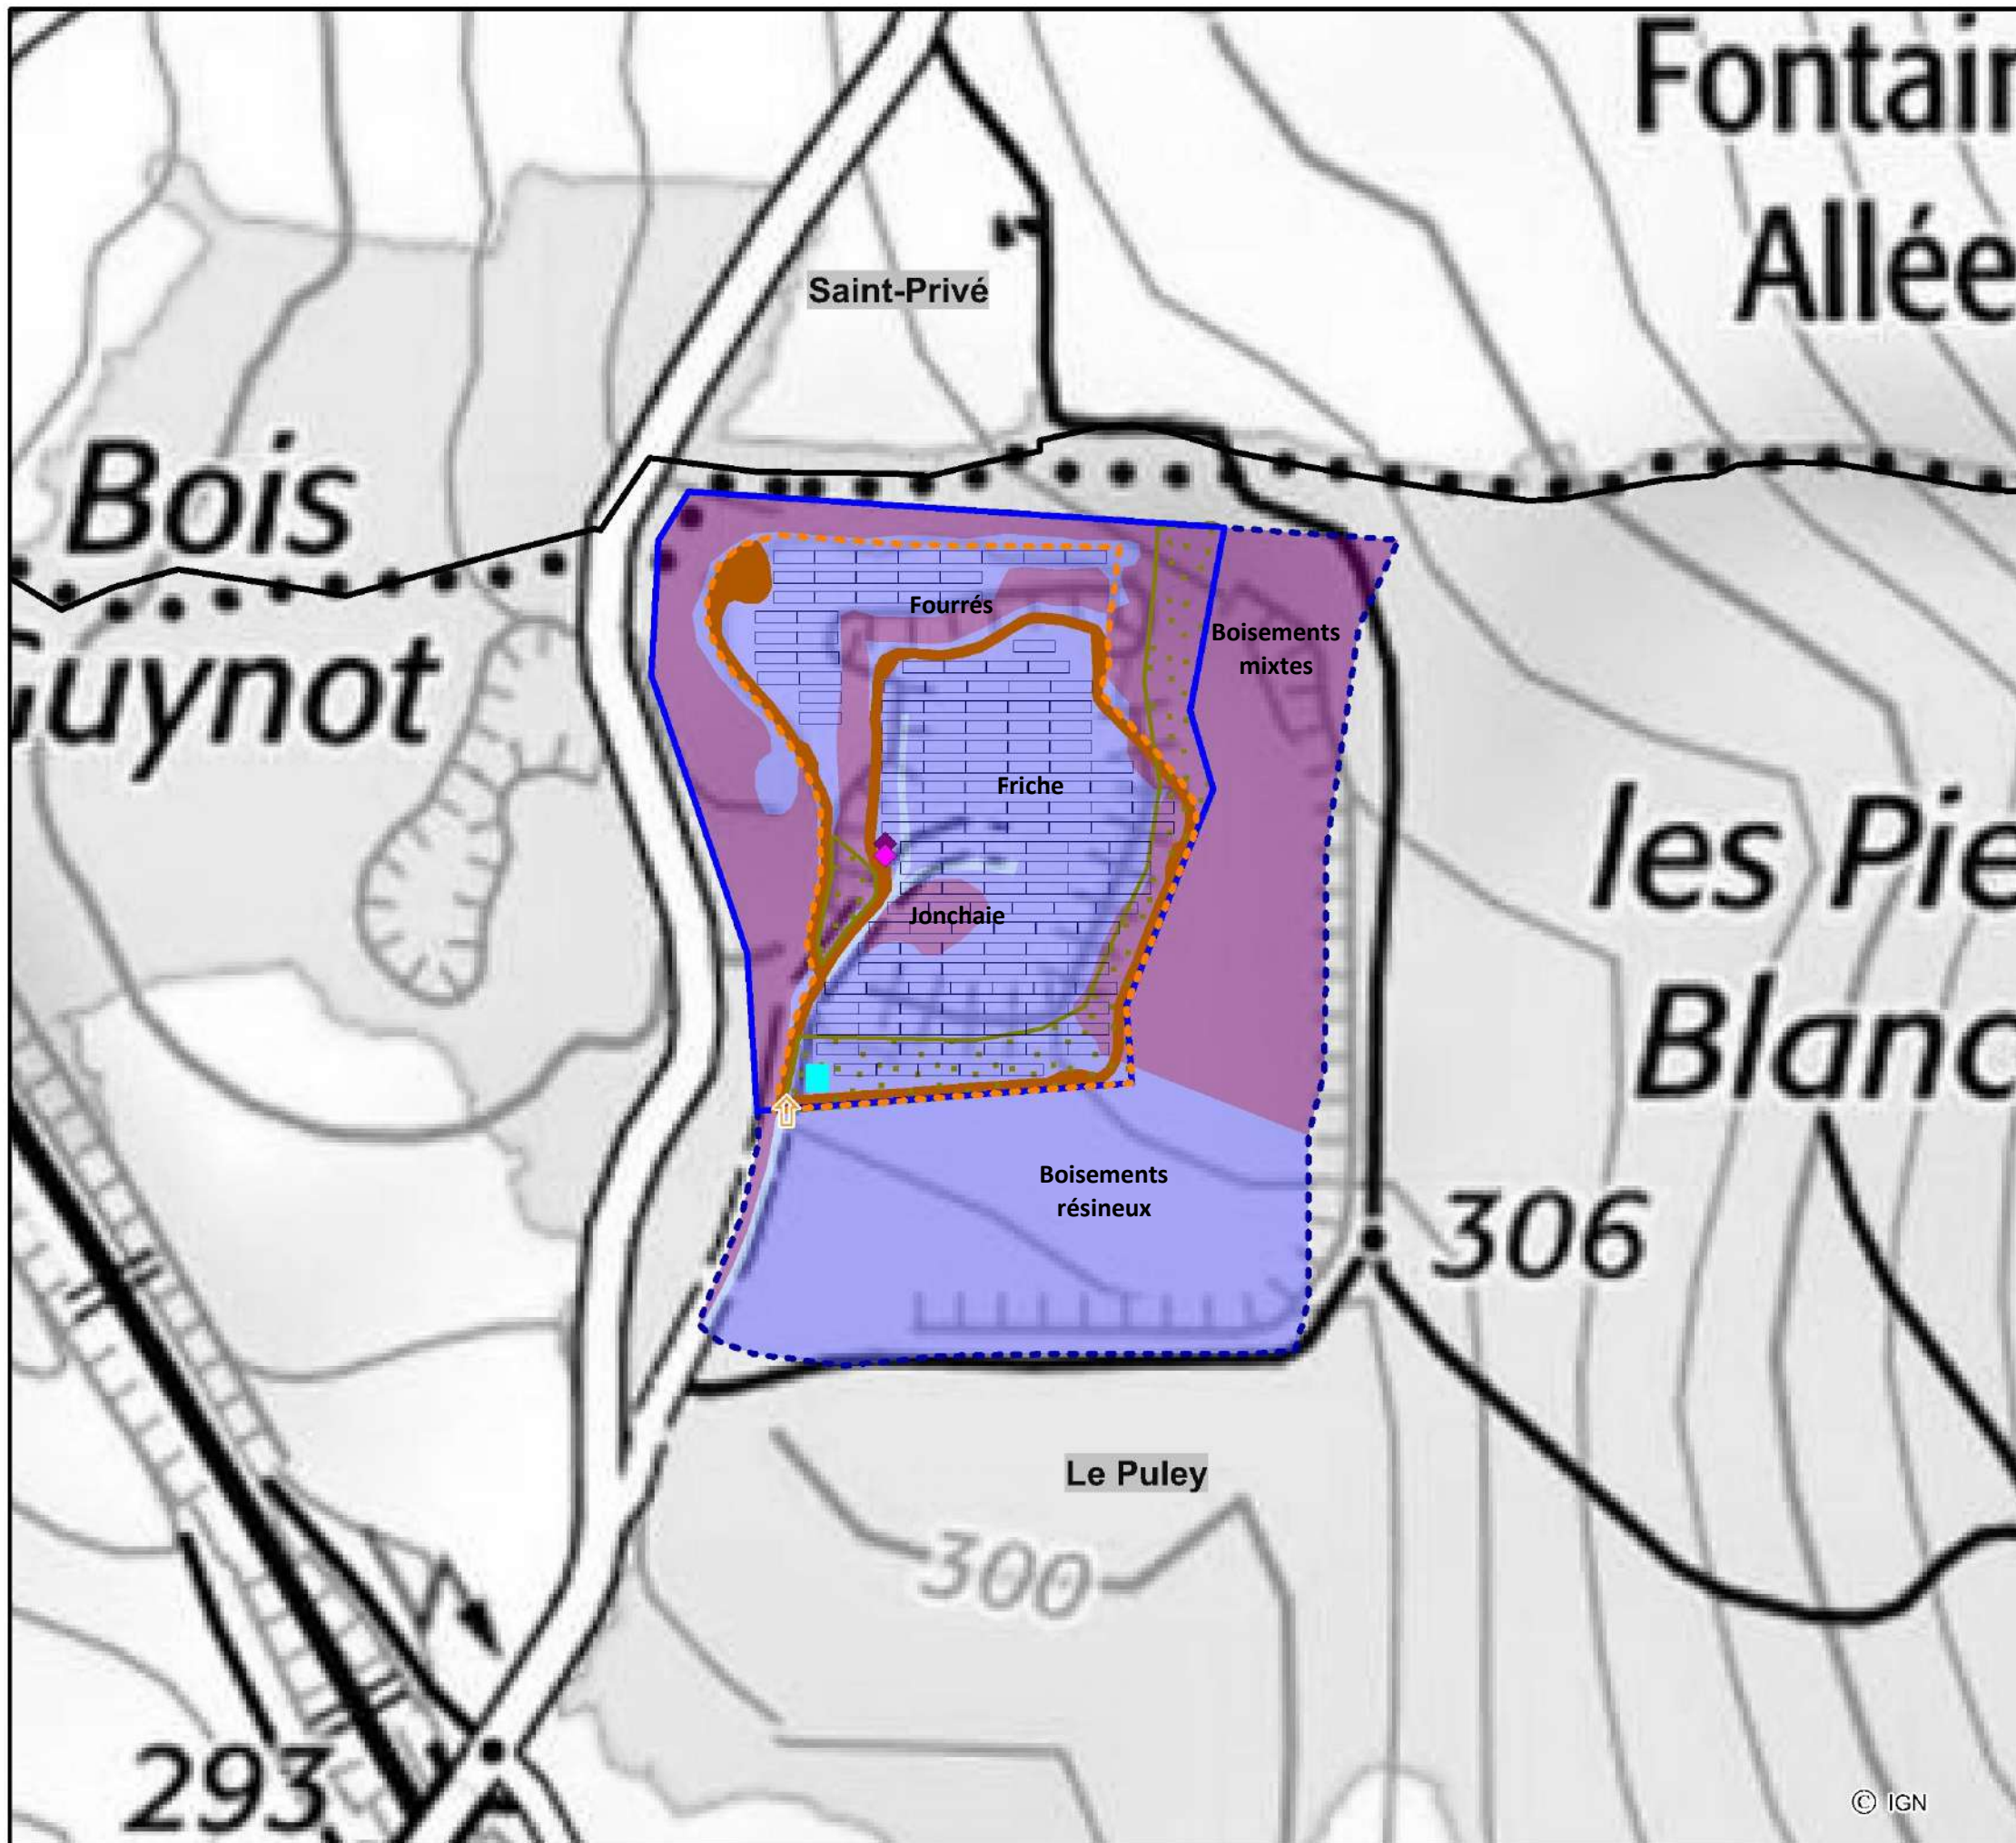 Fontain
Allée
Saint-Privé
Bois
Guynot
Fourrés
Boisements
mixtes
Friche
les Pie
Jonchaie
Blanc
Boisements
résineux
306
Le Puley
300
293
© IGN